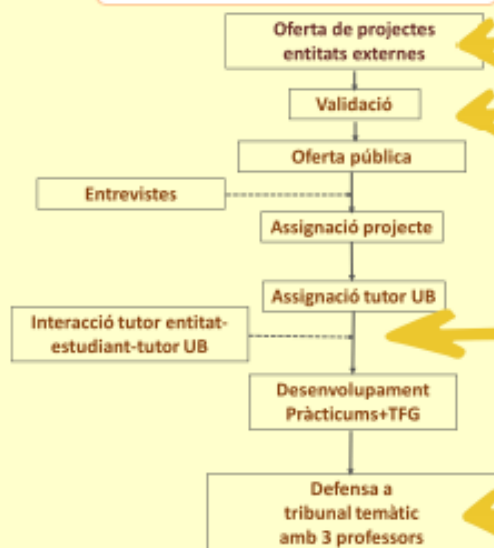 Oferta de projectes
entitats externes
Validació
Oferta pública
Entrevistes
Assignació projecte
Assignació tutor UB
Interacció tutor entitat-
estudiant-tutor UB
Desenvolupament
Pràcticums+TFG
Defensa a
tribunal temàtic
amb 3 professors